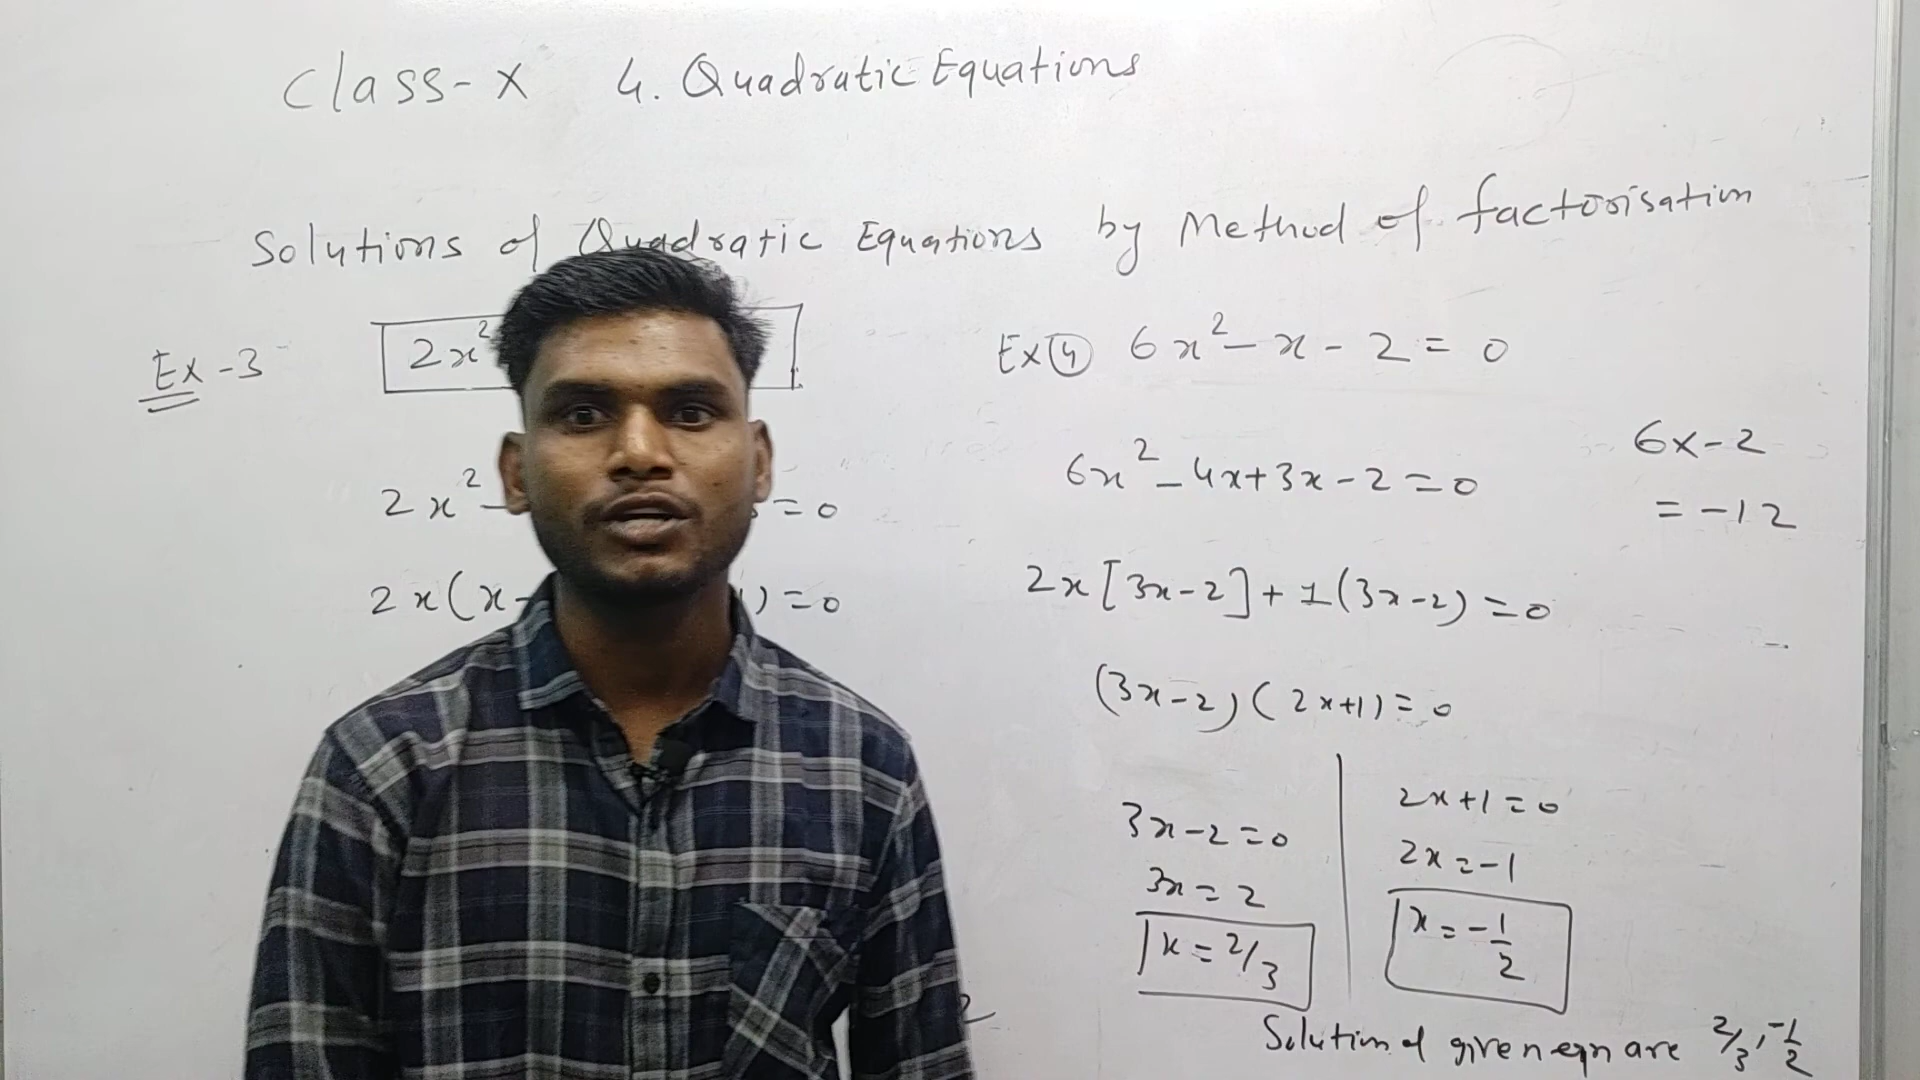 Class-X 4. Quadratic Equations
Solutions of Quadratic Equations by Method of factorisation
Ex-3
2x²
2x²- =0
2x(x- 1)=0
2
Ex④ 6x²-x-2=0
6x²-4x+3x-2=0
6x-2
=-12
2x[3x-2]+1(3x-2)=0
(3x-2)(2x+1)=0
3x-2=0
3x=2
x=2/3
2x+1=0
2x=-1
x=-1/2
Solution of given eqn are 2/3,-1/2